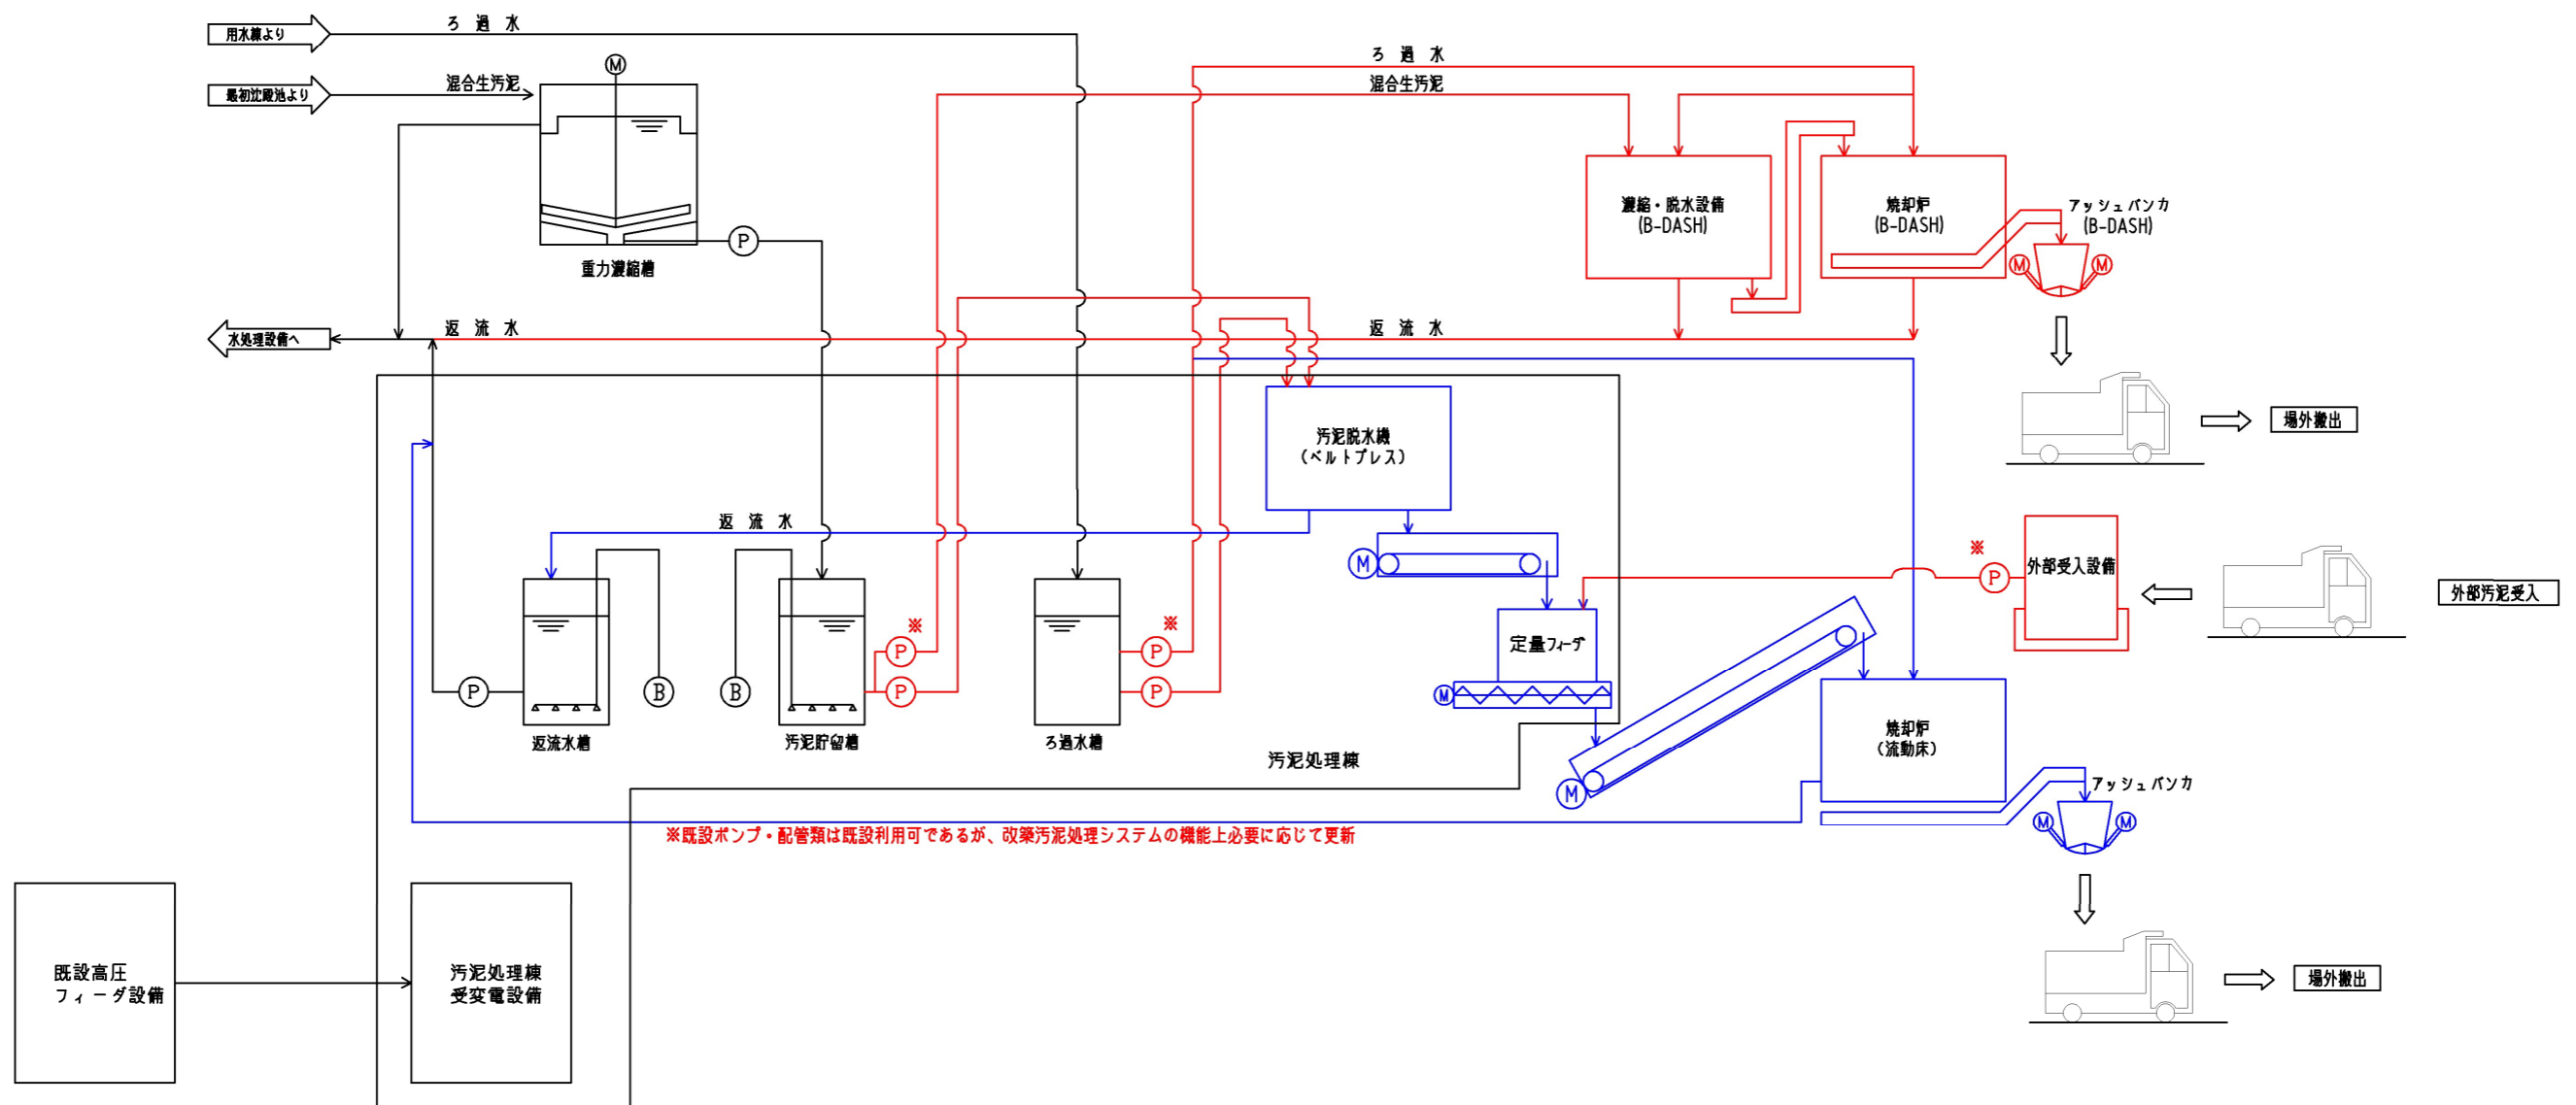 用水線より
ろ 過 水
最初沈殿池より
混合生汚泥
M
ろ 過 水
混合生汚泥
P
重力濃縮槽
濃縮・脱水設備
(B-DASH)
焼却炉
(B-DASH)
アッシュバンカ
(B-DASH)
M
M
水処理設備へ
返 流 水
返 流 水
場外搬出
汚泥脱水機
(ベルトプレス)
返 流 水
M
※
P
外部受入設備
外部汚泥受入
※
P
P
※
P
P
P
B
B
定量フィーダ
M
返流水槽
汚泥貯留槽
ろ過水槽
汚泥処理棟
M
焼却炉
(流動床)
アッシュバンカ
M
M
※既設ポンプ・配管類は既設利用可であるが、改築汚泥処理システムの機能上必要に応じて更新
既設高圧
フィーダ設備
汚泥処理棟
受変電設備
場外搬出